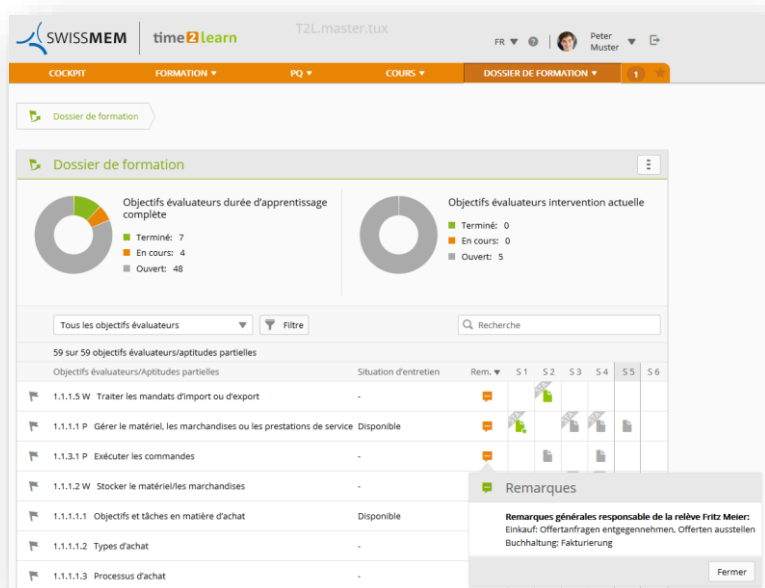 T2L.master.tux
SWISSMEM time2learn
FR Peter Muster
COCKPIT FORMATION PQ COURS DOSSIER DE FORMATION 1
Dossier de formation
Dossier de formation
Objectifs évaluateurs durée d'apprentissage
complète
Terminé: 7
En cours: 4
Ouvert: 48
Objectifs évaluateurs intervention actuelle
Terminé: 0
En cours: 0
Ouvert: 5
Tous les objectifs évaluateurs Filtre Recherche
59 sur 59 objectifs évaluateurs/aptitudes partielles
Objectifs évaluateurs/Aptitudes partielles Situation d'entretien Rem. S 1 S 2 S 3 S 4 S 5 S 6
1.1.1.5 W Traiter les mandats d'import ou d'export -
1.1.1.1 P Gérer le matériel, les marchandises ou les prestations de service Disponible
1.1.3.1 P Exécuter les commandes -
1.1.1.2 W Stocker le matériel/les marchandises -
1.1.1.1.1 Objectifs et tâches en matière d'achat Disponible
1.1.1.1.2 Types d'achat -
1.1.1.1.3 Processus d'achat -
Remarques
Remarques générales responsable de la relève Fritz Meier:
Einkauf: Offertanfragen entgegennehmen, Offerten ausstellen
Buchhaltung: Fakturierung
Fermer